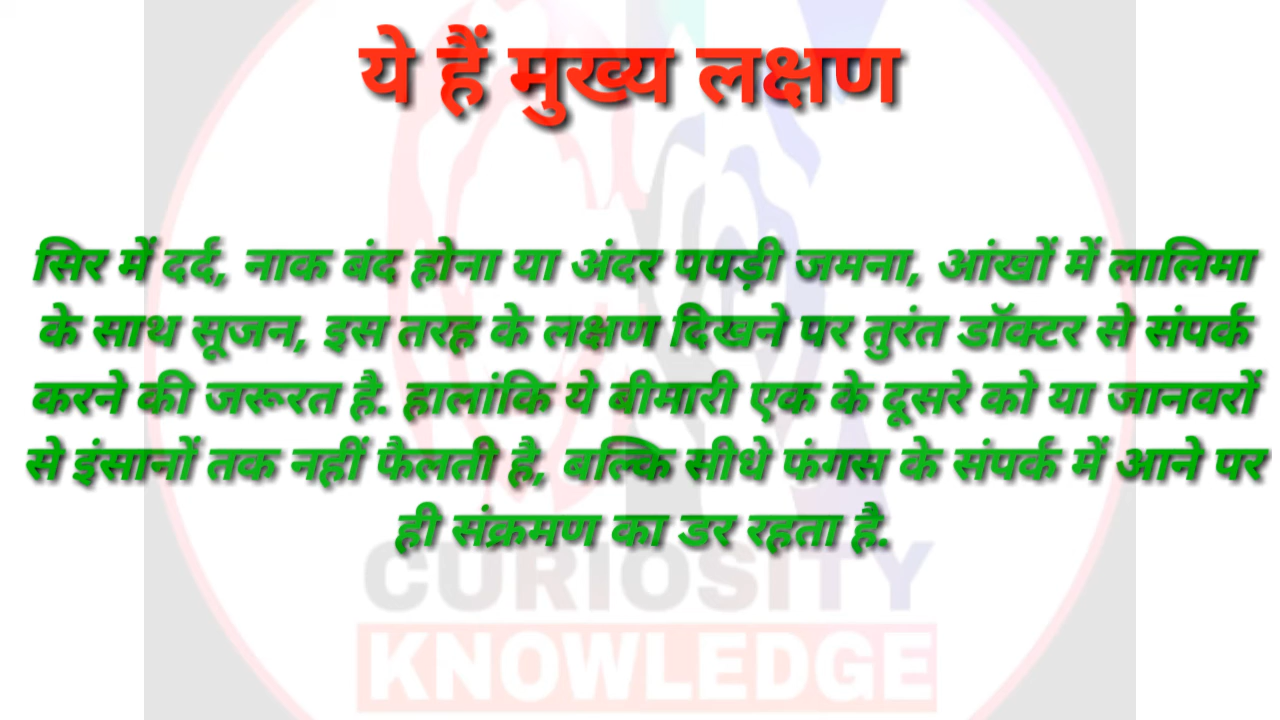 ये हैं मुख्य लक्षण
सिर में दर्द, नाक बंद होना या अंदर पपड़ी जमना, आंखों में लालिमा
के साथ सूजन, इस तरह के लक्षण दिखने पर तुरंत डॉक्टर से संपर्क
करने की जरूरत है. हालांकि ये बीमारी एक के दूसरे को या जानवरों
से इंसानों तक नहीं फैलती है, बल्कि सीधे फंगस के संपर्क में आने पर
ही संक्रमण का डर रहता है.
CURIOSITY
KNOWLEDGE